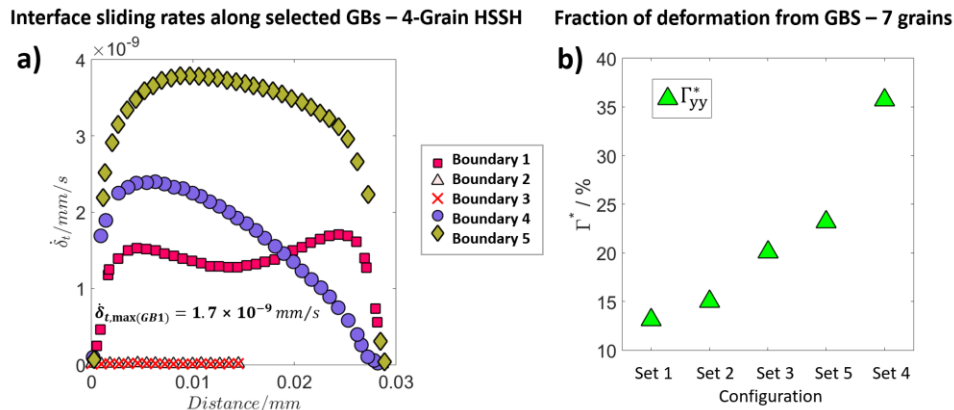 Interface sliding rates along selected GBs – 4-Grain HSSH
Fraction of deformation from GBS – 7 grains
a)
× 10⁻⁹
4
3
2
1
0
δ̇ₜ/mm/s
δ̇ₜ,max(GB1) = 1.7 × 10⁻⁹ mm/s
0
0.01
0.02
0.03
Distance/mm
Boundary 1
Boundary 2
Boundary 3
Boundary 4
Boundary 5
b)
40
35
30
25
20
15
10
Γ* / %
Γ*yy
Set 1
Set 2
Set 3
Set 5
Set 4
Configuration